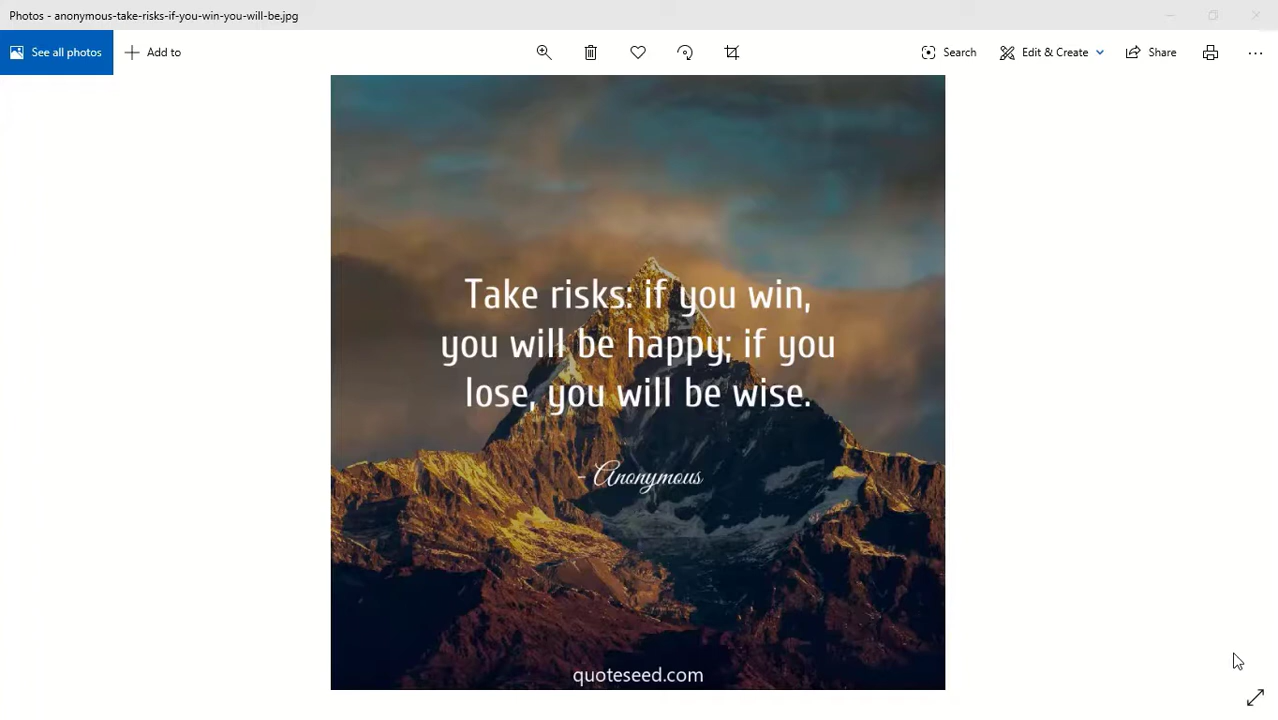 Photos - anonymous-take-risks-if-you-win-you-will-be.jpg
See all photos
Add to
Search
Edit & Create
Share
Take risks: if you win,
you will be happy; if you
lose, you will be wise.
- Anonymous
quoteseed.com